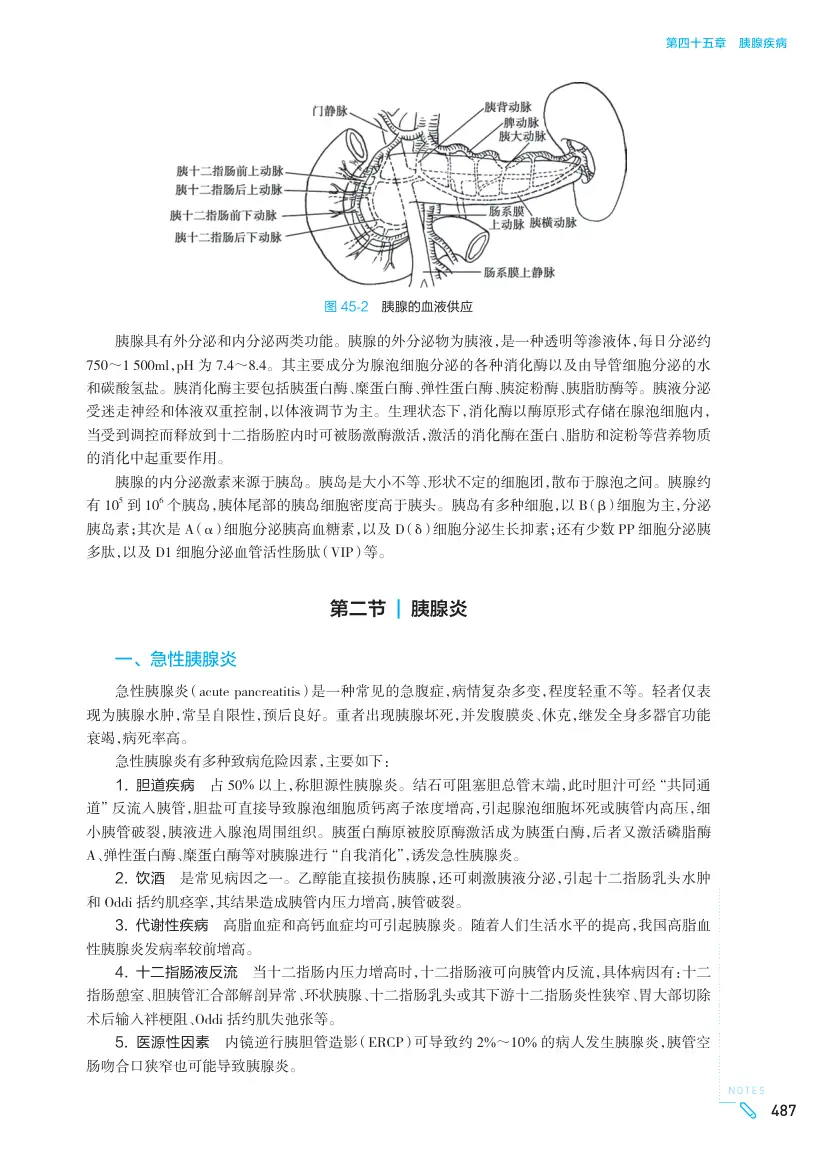 第四十五章 胰腺疾病
门静脉
胰背动脉
脾动脉
胰大动脉
胰十二指肠前上动脉
胰十二指肠后上动脉
胰十二指肠前下动脉
胰十二指肠后下动脉
肠系膜
上动脉
胰横动脉
肠系膜上静脉
图 45-2 胰腺的血液供应
胰腺具有外分泌和内分泌两类功能。胰腺的外分泌物为胰液,是一种透明等渗液体,每日分泌约
750～1 500ml,pH 为 7.4～8.4。其主要成分为腺泡细胞分泌的各种消化酶以及由导管细胞分泌的水
和碳酸氢盐。胰消化酶主要包括胰蛋白酶、糜蛋白酶、弹性蛋白酶、胰淀粉酶、胰脂肪酶等。胰液分泌
受迷走神经和体液双重控制,以体液调节为主。生理状态下,消化酶以酶原形式存储在腺泡细胞内,
当受到调控而释放到十二指肠腔内时可被肠激酶激活,激活的消化酶在蛋白、脂肪和淀粉等营养物质
的消化中起重要作用。
胰腺的内分泌激素来源于胰岛。胰岛是大小不等、形状不定的细胞团,散布于腺泡之间。胰腺约
有 10⁵ 到 10⁶ 个胰岛,胰体尾部的胰岛细胞密度高于胰头。胰岛有多种细胞,以 B(β)细胞为主,分泌
胰岛素;其次是 A(α)细胞分泌胰高血糖素,以及 D(δ)细胞分泌生长抑素;还有少数 PP 细胞分泌胰
多肽,以及 D1 细胞分泌血管活性肠肽(VIP)等。
第二节 | 胰腺炎
一、急性胰腺炎
急性胰腺炎(acute pancreatitis)是一种常见的急腹症,病情复杂多变,程度轻重不等。轻者仅表
现为胰腺水肿,常呈自限性,预后良好。重者出现胰腺坏死,并发腹膜炎、休克,继发全身多器官功能
衰竭,病死率高。
急性胰腺炎有多种致病危险因素,主要如下:
1. 胆道疾病 占 50% 以上,称胆源性胰腺炎。结石可阻塞胆总管末端,此时胆汁可经 “共同通
道” 反流入胰管,胆盐可直接导致腺泡细胞质钙离子浓度增高,引起腺泡细胞坏死或胰管内高压,细
小胰管破裂,胰液进入腺泡周围组织。胰蛋白酶原被胶原酶激活成为胰蛋白酶,后者又激活磷脂酶
A、弹性蛋白酶、糜蛋白酶等对胰腺进行 “自我消化”,诱发急性胰腺炎。
2. 饮酒 是常见病因之一。乙醇能直接损伤胰腺,还可刺激胰液分泌,引起十二指肠乳头水肿
和 Oddi 括约肌痉挛,其结果造成胰管内压力增高,胰管破裂。
3. 代谢性疾病 高脂血症和高钙血症均可引起胰腺炎。随着人们生活水平的提高,我国高脂血
性胰腺炎发病率较前增高。
4. 十二指肠液反流 当十二指肠内压力增高时,十二指肠液可向胰管内反流,具体病因有:十二
指肠憩室、胆胰管汇合部解剖异常、环状胰腺、十二指肠乳头或其下游十二指肠炎性狭窄、胃大部切除
术后输入袢梗阻、Oddi 括约肌失弛张等。
5. 医源性因素 内镜逆行胰胆管造影(ERCP)可导致约 2%～10% 的病人发生胰腺炎,胰管空
肠吻合口狭窄也可能导致胰腺炎。
NOTES
487